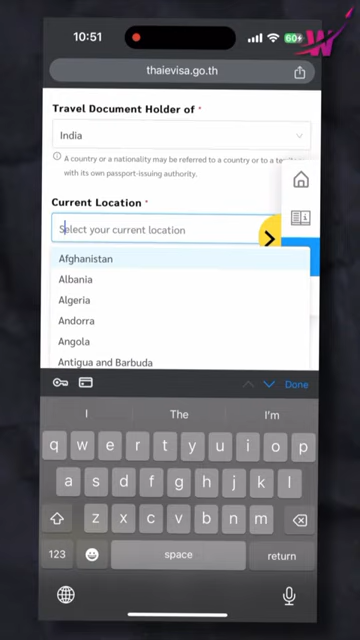 10:51
60
W
thaievisa.go.th
Travel Document Holder of *
India
A country or a nationality may be referred to a country or to a
with its own passport-issuing authority.
Current Location *
Select your current location
Afghanistan
Albania
Algeria
Andorra
Angola
Antigua and Barbuda
Done
I The I'm
q w e r t y u i o p
a s d f g h j k l
z x c v b n m
123 space return